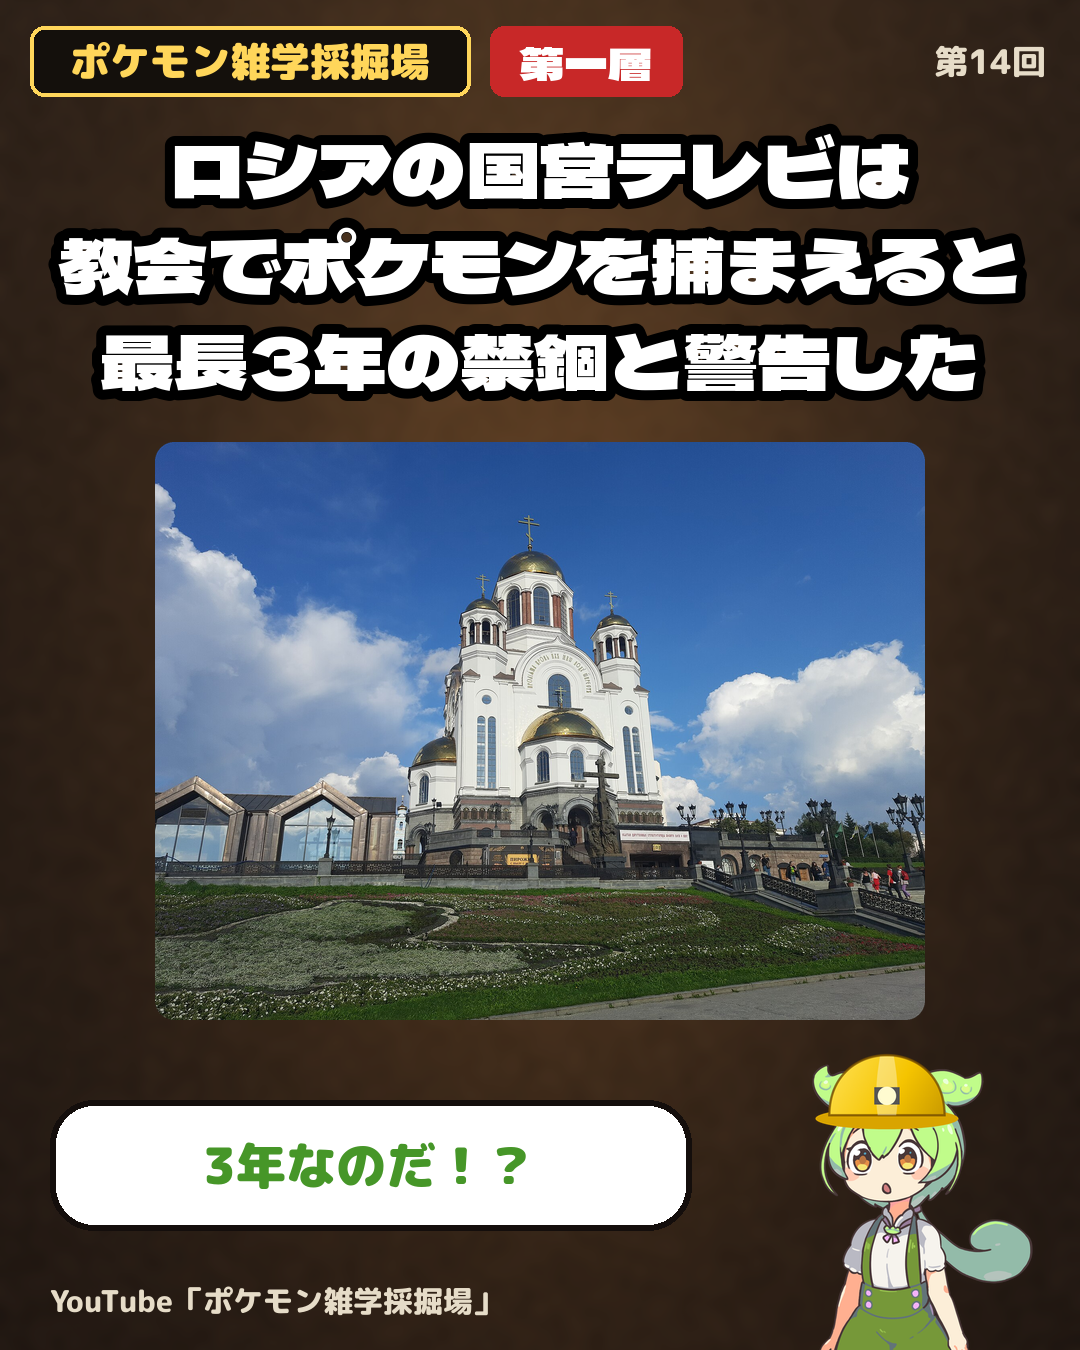 ポケモン雑学採掘場
第一層
第14回
ロシアの国営テレビは
教会でポケモンを捕まえると
最長3年の禁錮と警告した
3年なのだ！？
YouTube「ポケモン雑学採掘場」